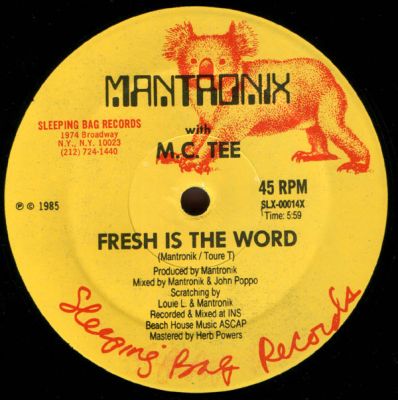 MANTRONIX
with
M.C. TEE
SLEEPING BAG RECORDS
1974 Broadway
N.Y., N.Y. 10023
(212) 724-1440
℗ © 1985
45 RPM
SLX-00014X
Time: 5:59
FRESH IS THE WORD
(Mantronik / Toure T)
Produced by Mantronik
Mixed by Mantronik & John Poppo
Scratching by
Louie L. & Mantronik
Recorded & Mixed at INS
Beach House Music ASCAP
Mastered by Herb Powers
Sleeping Bag Records